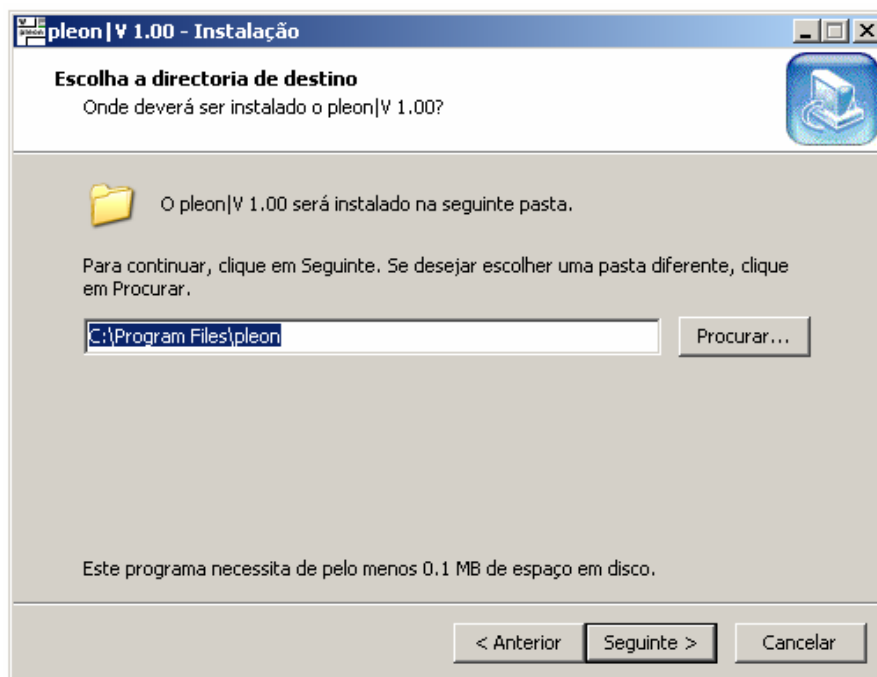 pleon|V 1.00 - Instalação
Escolha a directoria de destino
Onde deverá ser instalado o pleon|V 1.00?
O pleon|V 1.00 será instalado na seguinte pasta.
Para continuar, clique em Seguinte. Se desejar escolher uma pasta diferente, clique
em Procurar.
C:\Program Files\pleon
Procurar...
Este programa necessita de pelo menos 0.1 MB de espaço em disco.
< Anterior
Seguinte >
Cancelar